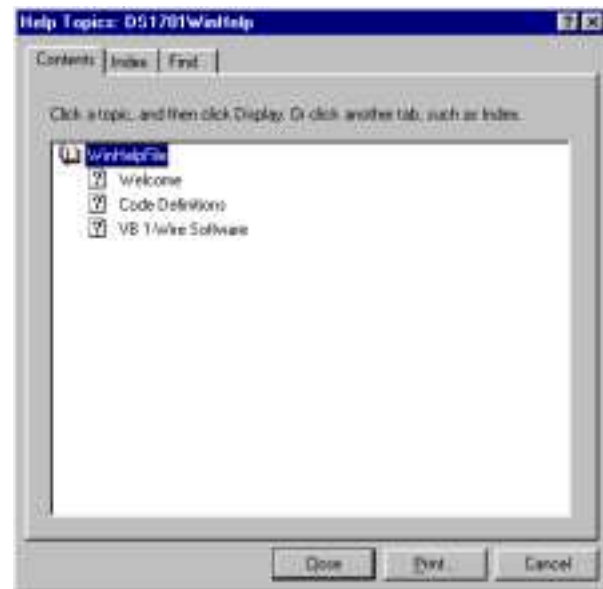 Help Topics: DS1781WinHelp
Contents Index Find
Click a topic, and then click Display. Or click another tab, such as Index.
WinHelpFile
Welcome
Code Definitions
VB 1-Wire Software
Close Print... Cancel